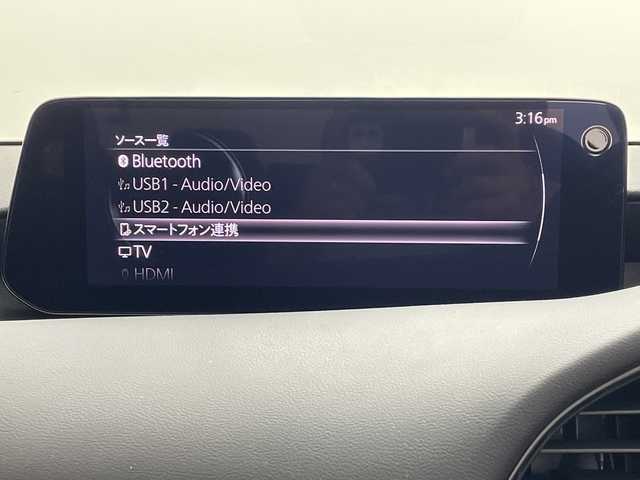 3:16pm
ソース一覧
Bluetooth
USB1 - Audio/Video
USB2 - Audio/Video
スマートフォン連携
TV
HDMI